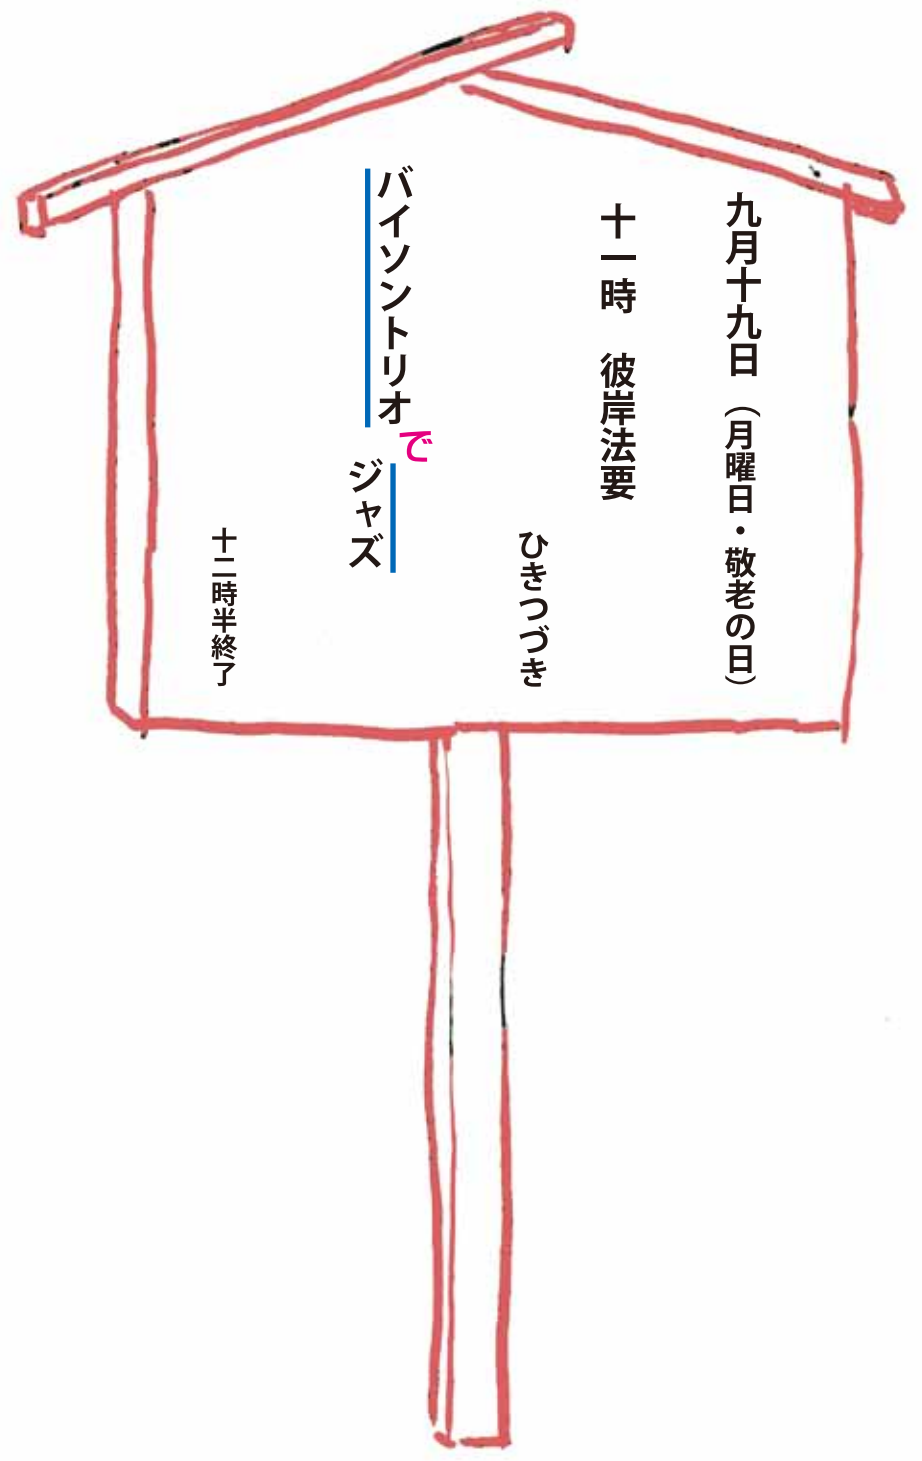 九月十九日（月曜日・敬老の日）
十一時　彼岸法要
ひきつづき
バイソントリオで
ジャズ
十二時半終了